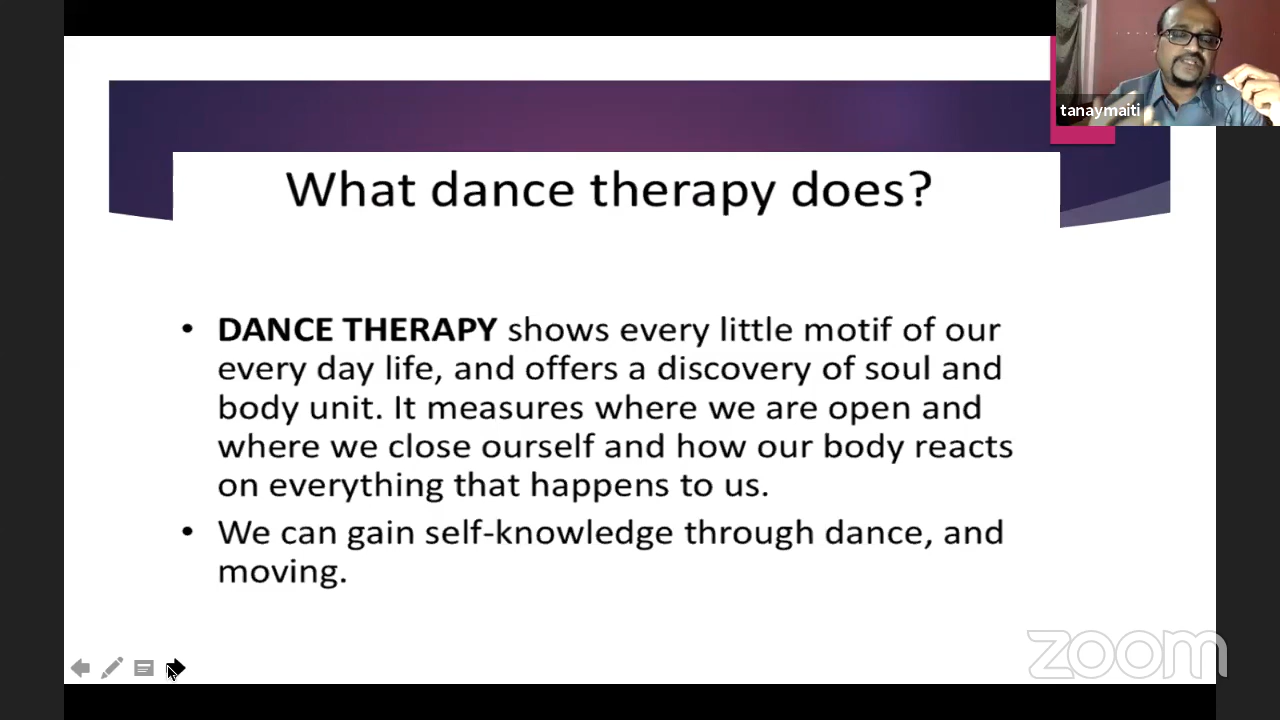 tanaymaiti
What dance therapy does?
• DANCE THERAPY shows every little motif of our
every day life, and offers a discovery of soul and
body unit. It measures where we are open and
where we close ourself and how our body reacts
on everything that happens to us.
• We can gain self-knowledge through dance, and
moving.
zoom